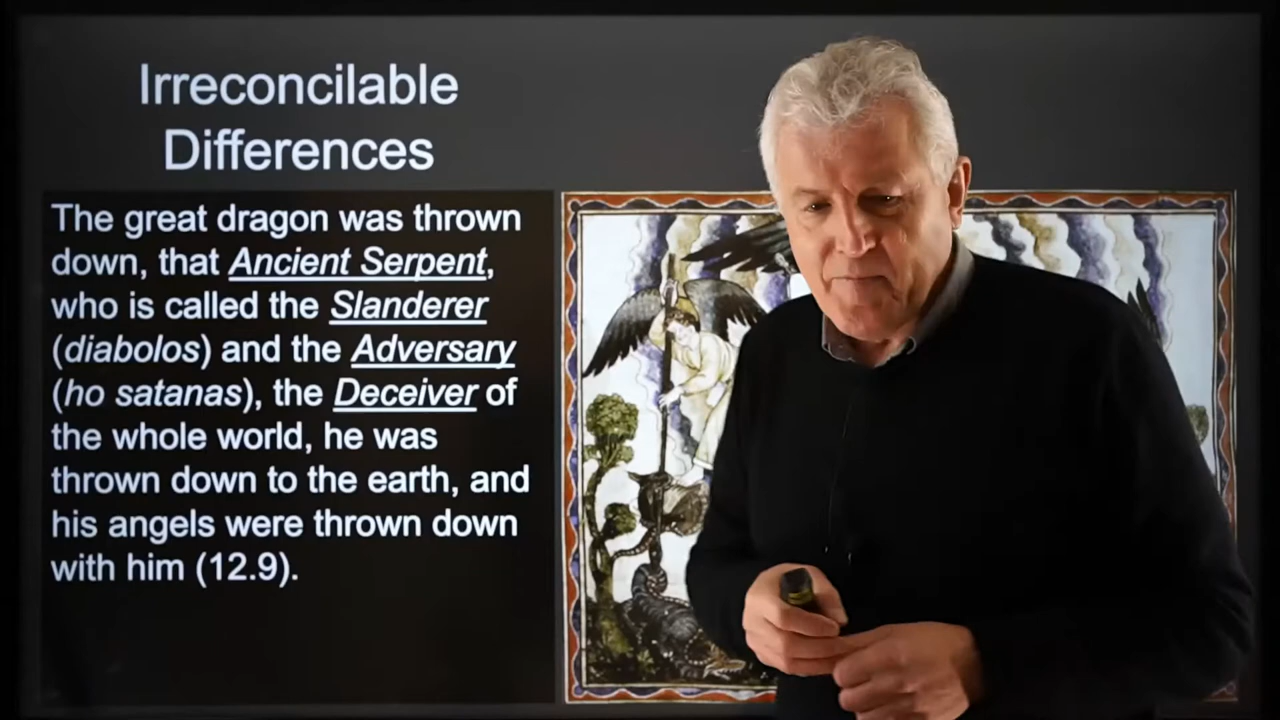 Irreconcilable
Differences
The great dragon was thrown
down, that Ancient Serpent,
who is called the Slanderer
(diabolos) and the Adversary
(ho satanas), the Deceiver of
the whole world, he was
thrown down to the earth, and
his angels were thrown down
with him (12.9).